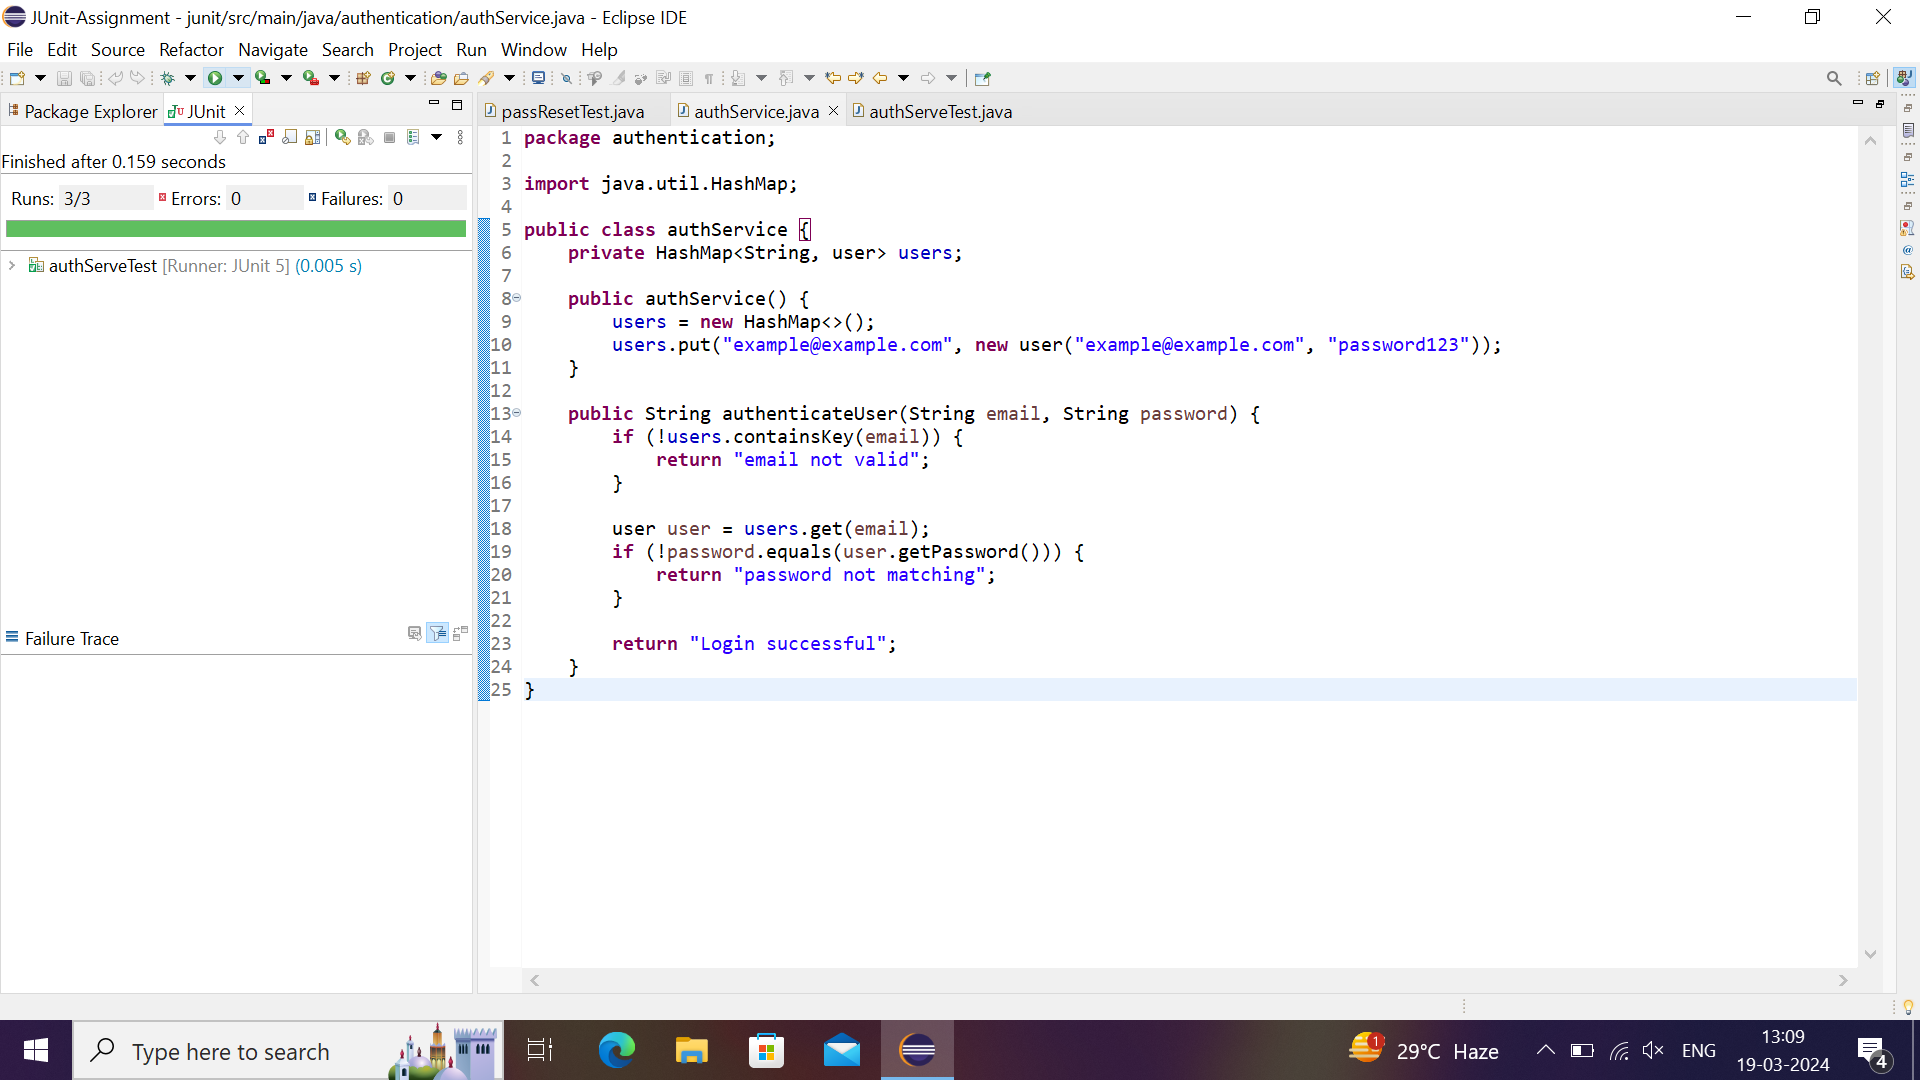 JUnit-Assignment - junit/src/main/java/authentication/authService.java - Eclipse IDE
File Edit Source Refactor Navigate Search Project Run Window Help
Package Explorer JUnit
Finished after 0.159 seconds
Runs: 3/3 Errors: 0 Failures: 0
authServeTest [Runner: JUnit 5] (0.005 s)
Failure Trace
passResetTest.java authService.java authServeTest.java
1 package authentication;
2
3 import java.util.HashMap;
4
5 public class authService {
6     private HashMap<String, user> users;
7
8     public authService() {
9         users = new HashMap<>();
10         users.put("example@example.com", new user("example@example.com", "password123"));
11     }
12
13     public String authenticateUser(String email, String password) {
14         if (!users.containsKey(email)) {
15             return "email not valid";
16         }
17
18         user user = users.get(email);
19         if (!password.equals(user.getPassword())) {
20             return "password not matching";
21         }
22
23         return "Login successful";
24     }
25 }
Type here to search
1
29°C Haze
ENG
13:09
19-03-2024
4